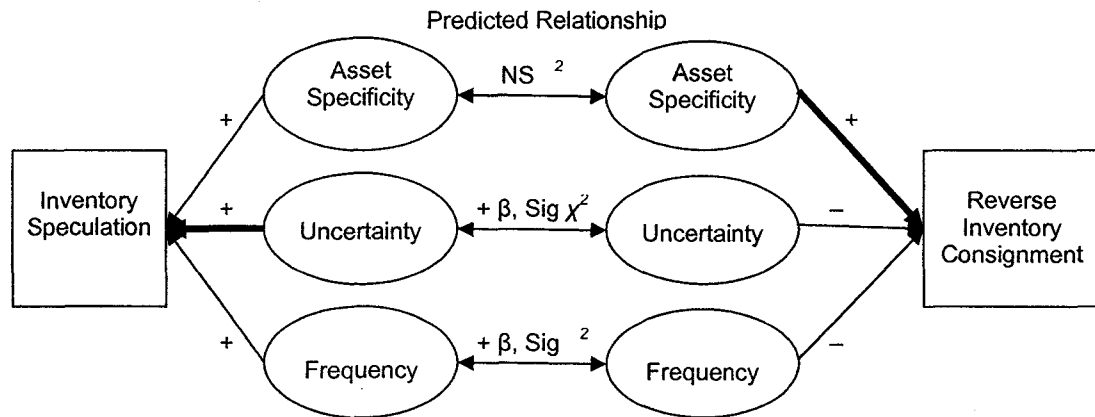 Predicted Relationship
Asset
Specificity
NS ²
Asset
Specificity
+
+
Inventory
Speculation
+
Uncertainty
+ β, Sig χ²
Uncertainty
–
Reverse
Inventory
Consignment
+
Frequency
+ β, Sig ²
Frequency
–